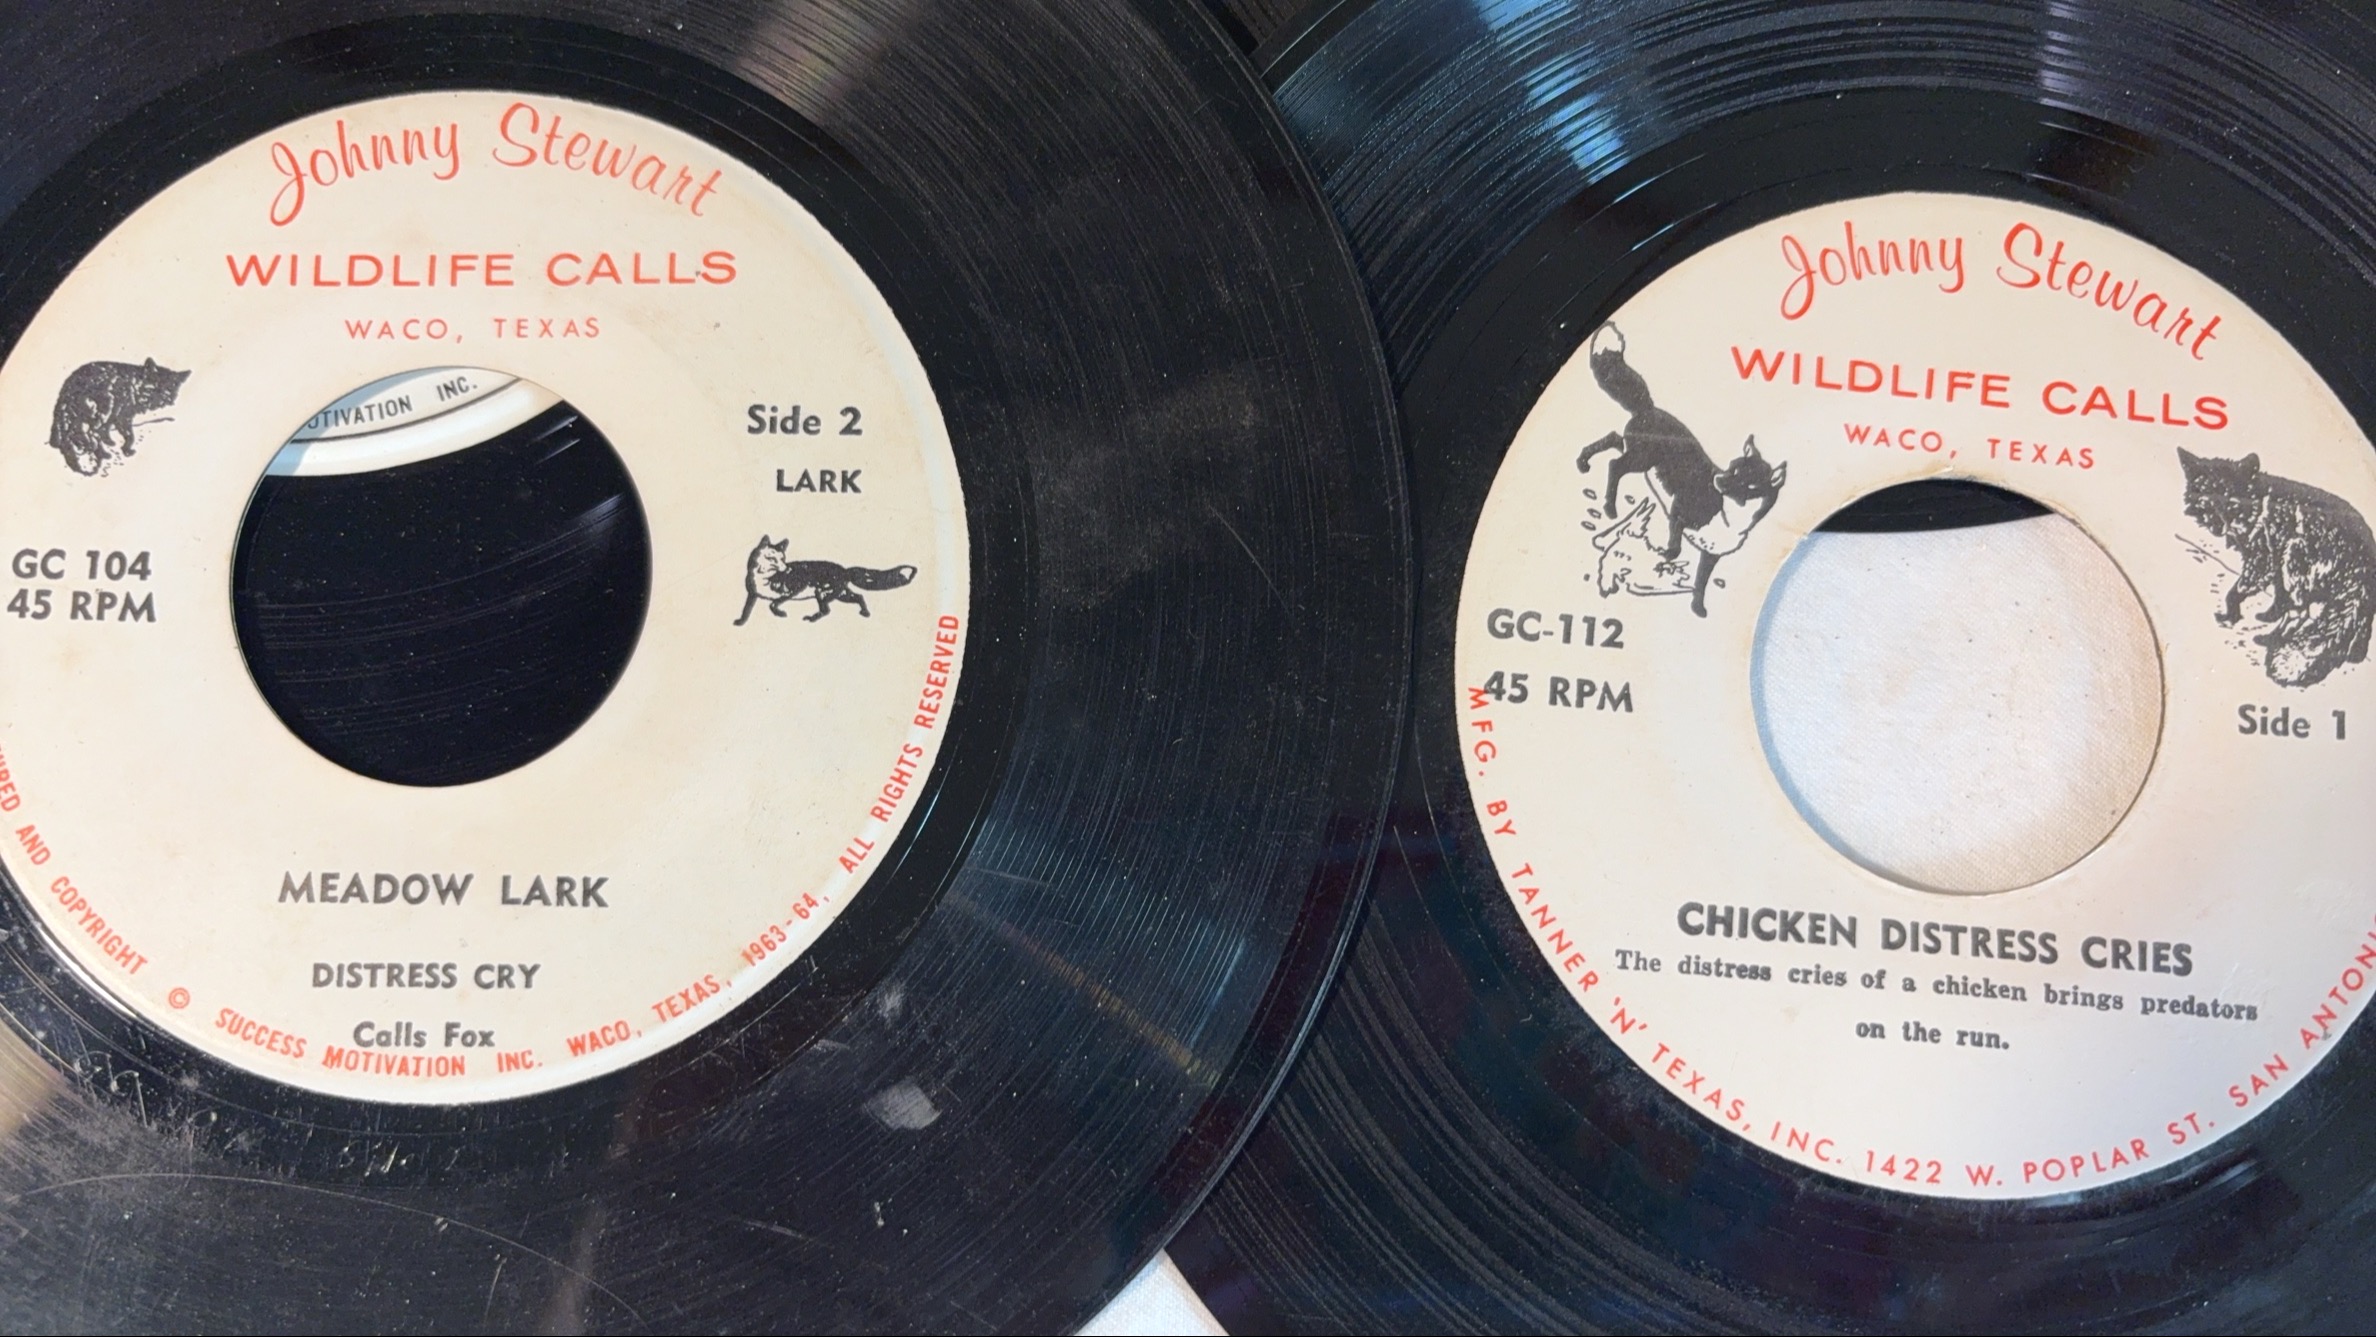 Johnny Stewart
WILDLIFE CALLS
WACO, TEXAS
INC.
Side 2
LARK
GC 104
45 RPM
MEADOW LARK
DISTRESS CRY
Calls Fox
AND COPYRIGHT © SUCCESS MOTIVATION INC. WACO, TEXAS, 1963-64, ALL RIGHTS RESERVED
Johnny Stewart
WILDLIFE CALLS
WACO, TEXAS
GC-112
45 RPM
Side 1
CHICKEN DISTRESS CRIES
The distress cries of a chicken brings predators
on the run.
MFG. BY TANNER 'N' TEXAS, INC. 1422 W. POPLAR ST. SAN